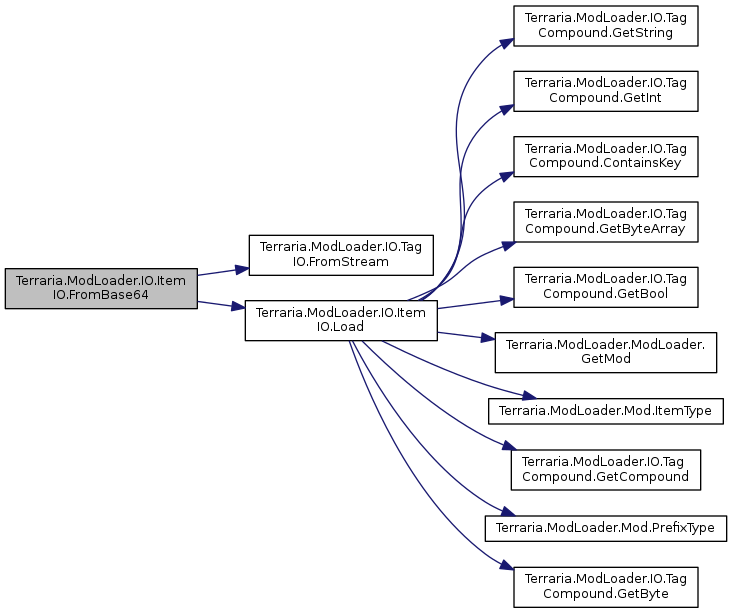 Terraria.ModLoader.IO.Item
IO.FromBase64
Terraria.ModLoader.IO.Tag
IO.FromStream
Terraria.ModLoader.IO.Item
IO.Load
Terraria.ModLoader.IO.Tag
Compound.GetString
Terraria.ModLoader.IO.Tag
Compound.GetInt
Terraria.ModLoader.IO.Tag
Compound.ContainsKey
Terraria.ModLoader.IO.Tag
Compound.GetByteArray
Terraria.ModLoader.IO.Tag
Compound.GetBool
Terraria.ModLoader.ModLoader.
GetMod
Terraria.ModLoader.Mod.ItemType
Terraria.ModLoader.IO.Tag
Compound.GetCompound
Terraria.ModLoader.Mod.PrefixType
Terraria.ModLoader.IO.Tag
Compound.GetByte